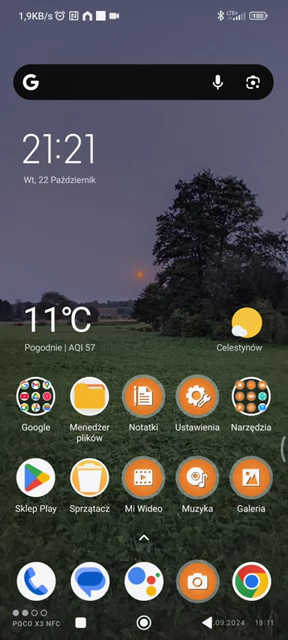 1,9KB/s
LTE+
100
21:21
Wt, 22 Październik
11°C
Pogodnie | AQI 57
Celestynów
Google
Menedżer plików
Notatki
Ustawienia
Narzędzia
Sklep Play
Sprzątacz
Mi Wideo
Muzyka
Galeria
POCO X3 NFC
.09.2024 19:11